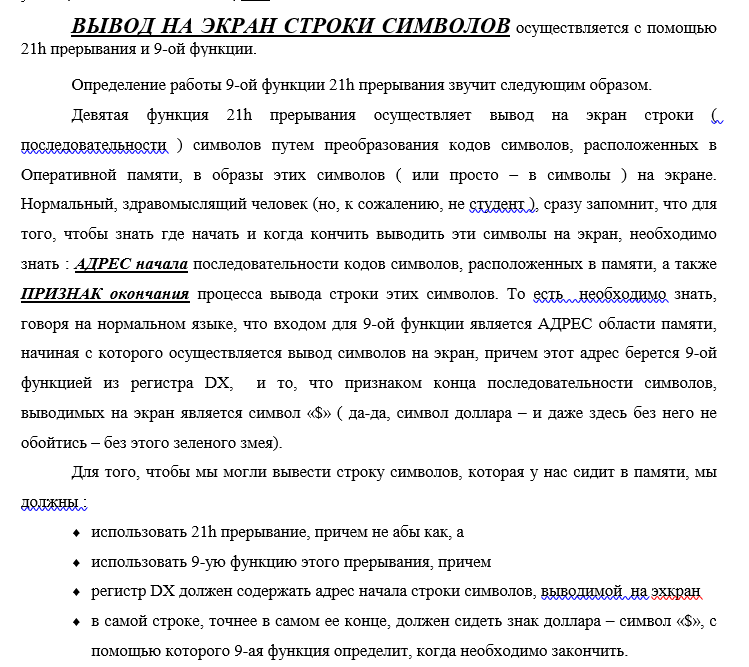 ВЫВОД НА ЭКРАН СТРОКИ СИМВОЛОВ осуществляется с помощью
21h прерывания и 9-ой функции.
Определение работы 9-ой функции 21h прерывания звучит следующим образом.
Девятая функция 21h прерывания осуществляет вывод на экран строки (
последовательности ) символов путем преобразования кодов символов, расположенных в
Оперативной памяти, в образы этих символов ( или просто – в символы ) на экране.
Нормальный, здравомыслящий человек (но, к сожалению, не студент ), сразу запомнит, что для
того, чтобы знать где начать и когда кончить выводить эти символы на экран, необходимо
знать : АДРЕС начала последовательности кодов символов, расположенных в памяти, а также
ПРИЗНАК окончания процесса вывода строки этих символов. То есть необходимо знать,
говоря на нормальном языке, что входом для 9-ой функции является АДРЕС области памяти,
начиная с которого осуществляется вывод символов на экран, причем этот адрес берется 9-ой
функцией из регистра DX, и то, что признаком конца последовательности символов,
выводимых на экран является символ «$» ( да-да, символ доллара – и даже здесь без него не
обойтись – без этого зеленого змея).
Для того, чтобы мы могли вывести строку символов, которая у нас сидит в памяти, мы
должны :
♦ использовать 21h прерывание, причем не абы как, а
♦ использовать 9-ую функцию этого прерывания, причем
♦ регистр DX должен содержать адрес начала строки символов, выводимой на эхкран
♦ в самой строке, точнее в самом ее конце, должен сидеть знак доллара – символ «$», с
помощью которого 9-ая функция определит, когда необходимо закончить.